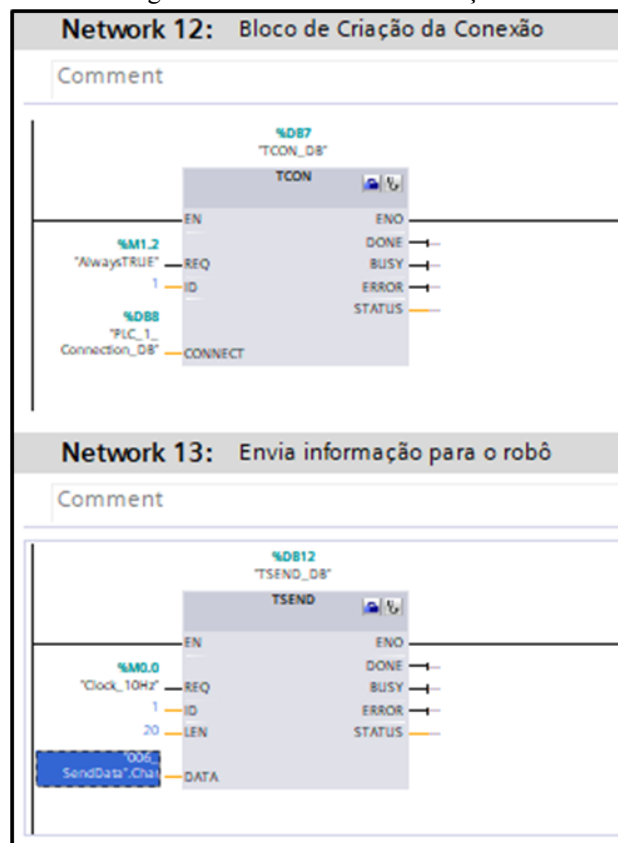 Network 12: Bloco de Criação da Conexão
Comment
%DB7
"TCON_DB"
TCON
EN
ENO
%M1.2
"AlwaysTRUE"
REQ
DONE
BUSY
1
ID
ERROR
%DB8
STATUS
"PLC_1_
Connection_DB"
CONNECT
Network 13: Envia informação para o robô
Comment
%DB12
"TSEND_DB"
TSEND
EN
ENO
%M0.0
DONE
"Clock_10Hz"
REQ
BUSY
1
ID
ERROR
20
LEN
STATUS
"006_
SendData".Char
DATA